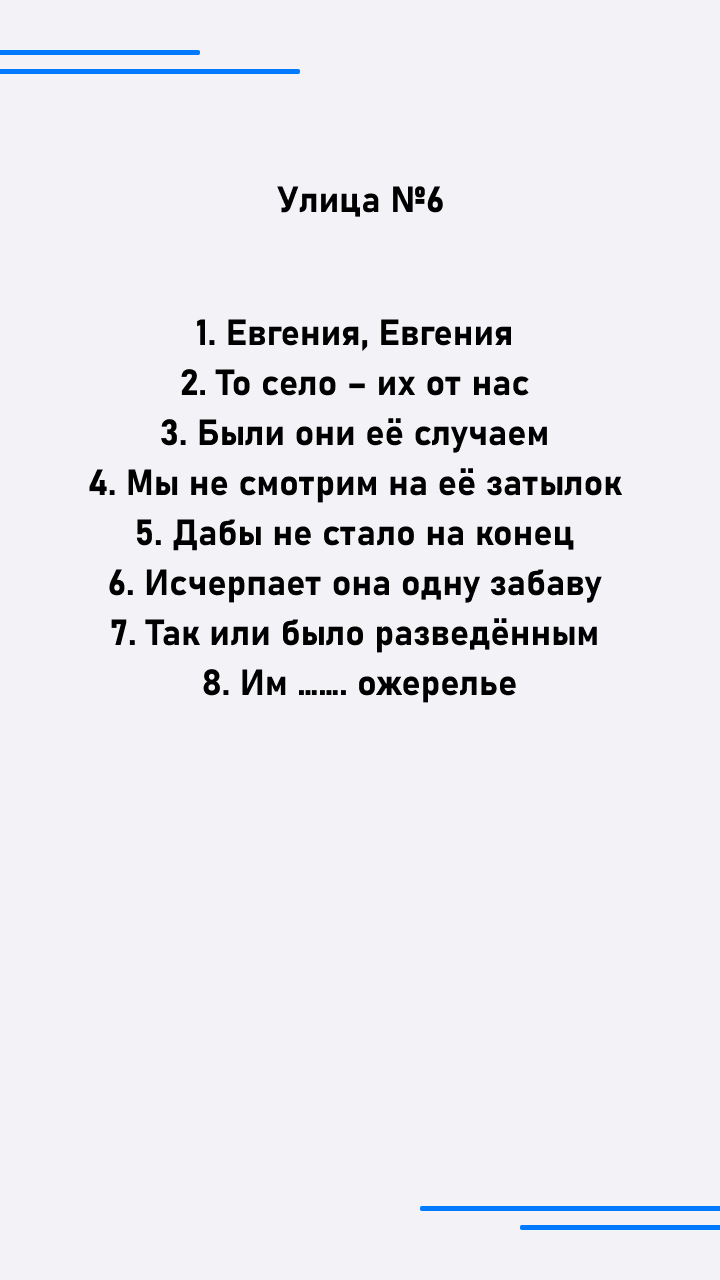 Улица №6
1. Евгения, Евгения
2. То село – их от нас
3. Были они её случаем
4. Мы не смотрим на её затылок
5. Дабы не стало на конец
6. Исчерпает она одну забаву
7. Так или было разведённым
8. Им ....... ожерелье